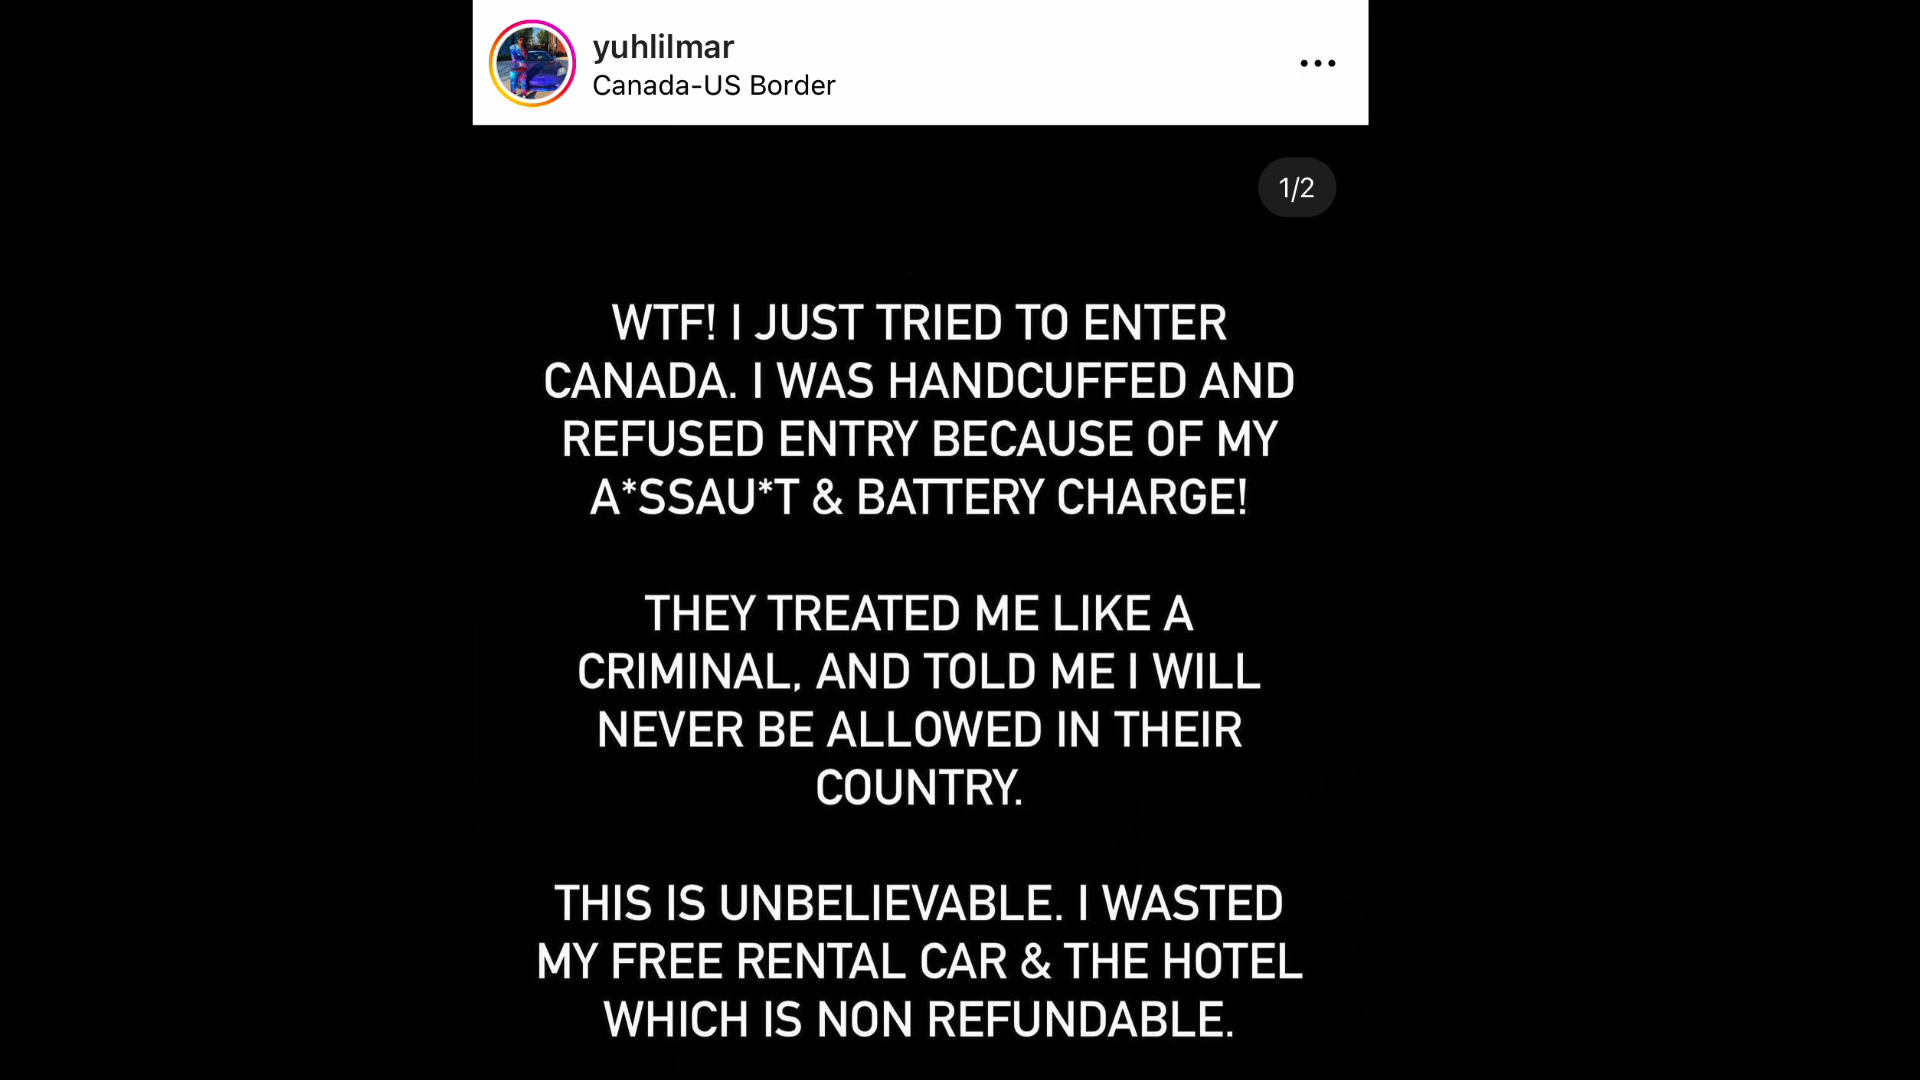 yuhlilmar
Canada-US Border
1/2
WTF! I JUST TRIED TO ENTER
CANADA. I WAS HANDCUFFED AND
REFUSED ENTRY BECAUSE OF MY
A*SSAU*T & BATTERY CHARGE!
THEY TREATED ME LIKE A
CRIMINAL, AND TOLD ME I WILL
NEVER BE ALLOWED IN THEIR
COUNTRY.
THIS IS UNBELIEVABLE. I WASTED
MY FREE RENTAL CAR & THE HOTEL
WHICH IS NON REFUNDABLE.